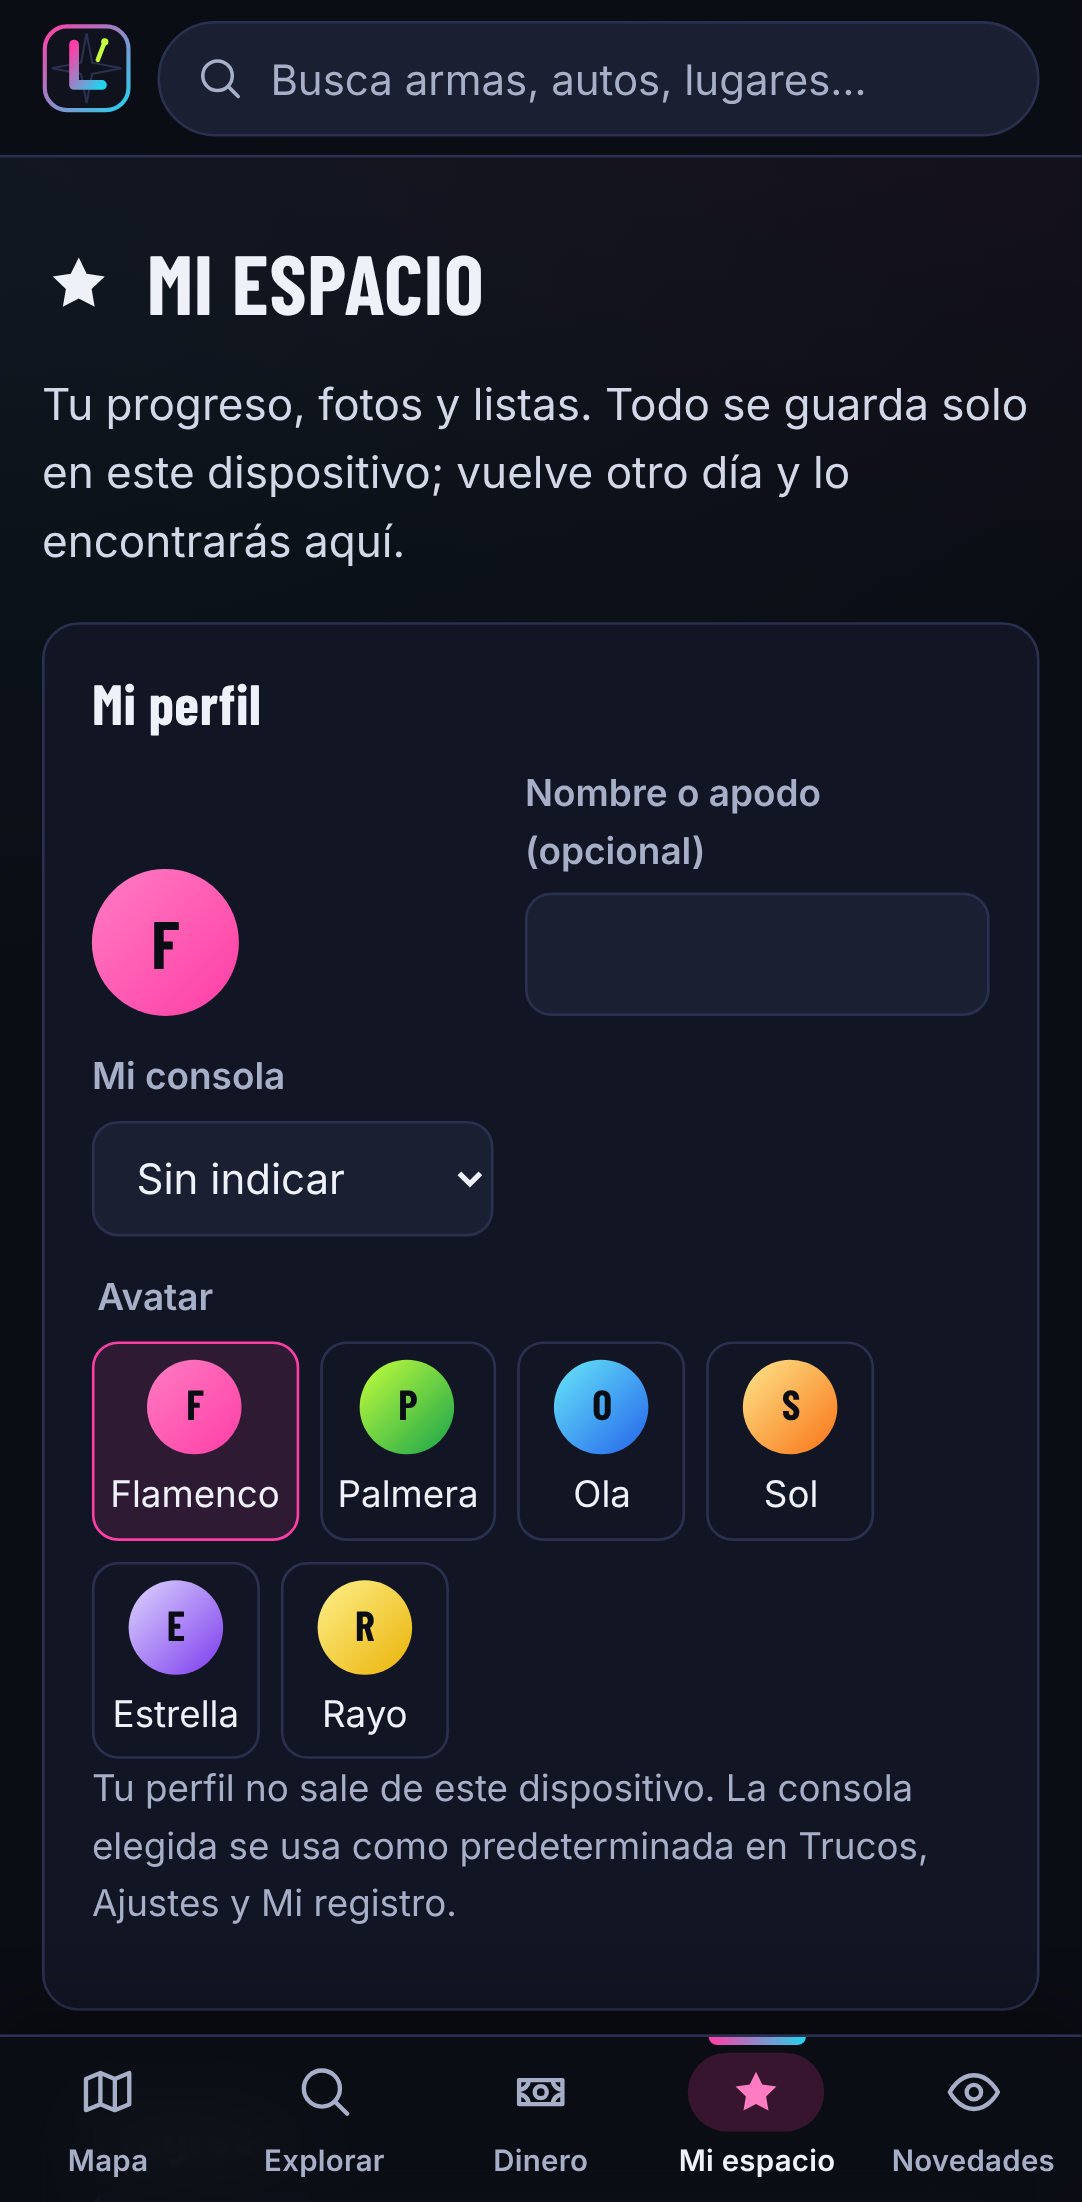 Busca armas, autos, lugares...
MI ESPACIO
Tu progreso, fotos y listas. Todo se guarda solo
en este dispositivo; vuelve otro día y lo
encontrarás aquí.
Mi perfil
Nombre o apodo
(opcional)
F
Mi consola
Sin indicar
Avatar
F
Flamenco
P
Palmera
O
Ola
S
Sol
E
Estrella
R
Rayo
Tu perfil no sale de este dispositivo. La consola
elegida se usa como predeterminada en Trucos,
Ajustes y Mi registro.
Mapa
Explorar
Dinero
Mi espacio
Novedades